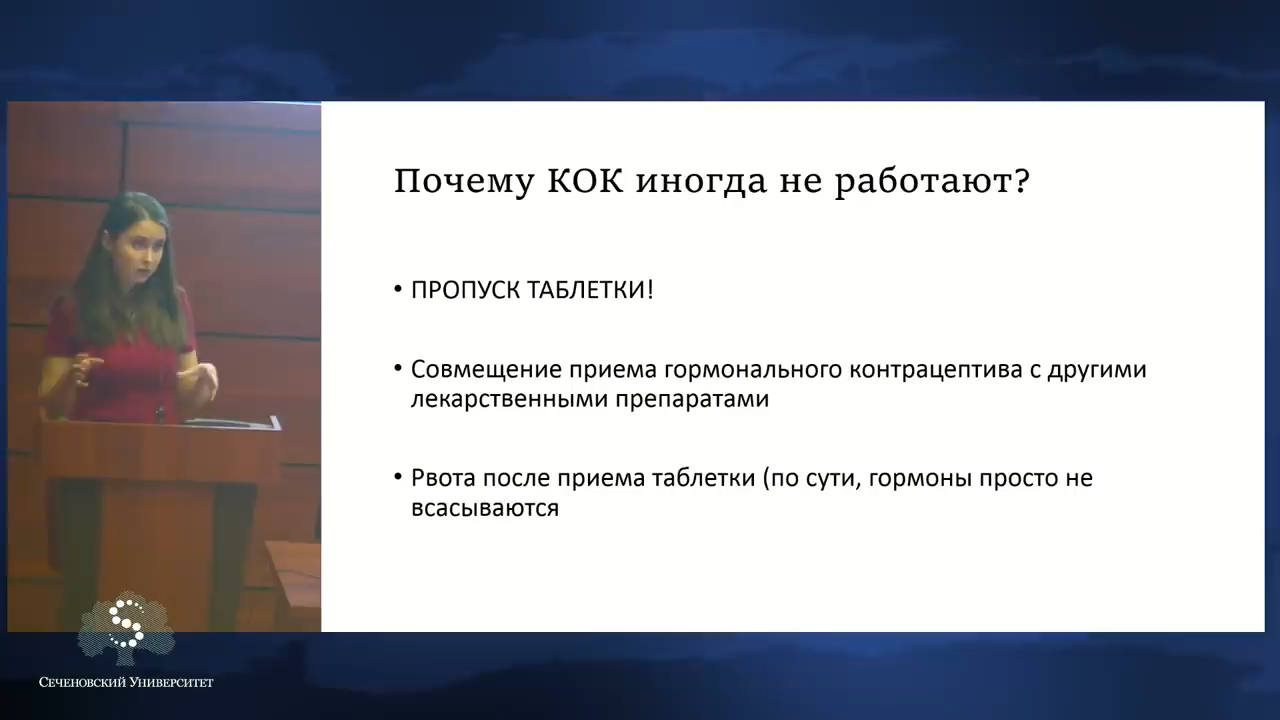 Почему КОК иногда не работают?
• ПРОПУСК ТАБЛЕТКИ!
• Совмещение приема гормонального контрацептива с другими
лекарственными препаратами
• Рвота после приема таблетки (по сути, гормоны просто не
всасываются
Сеченовский Университет